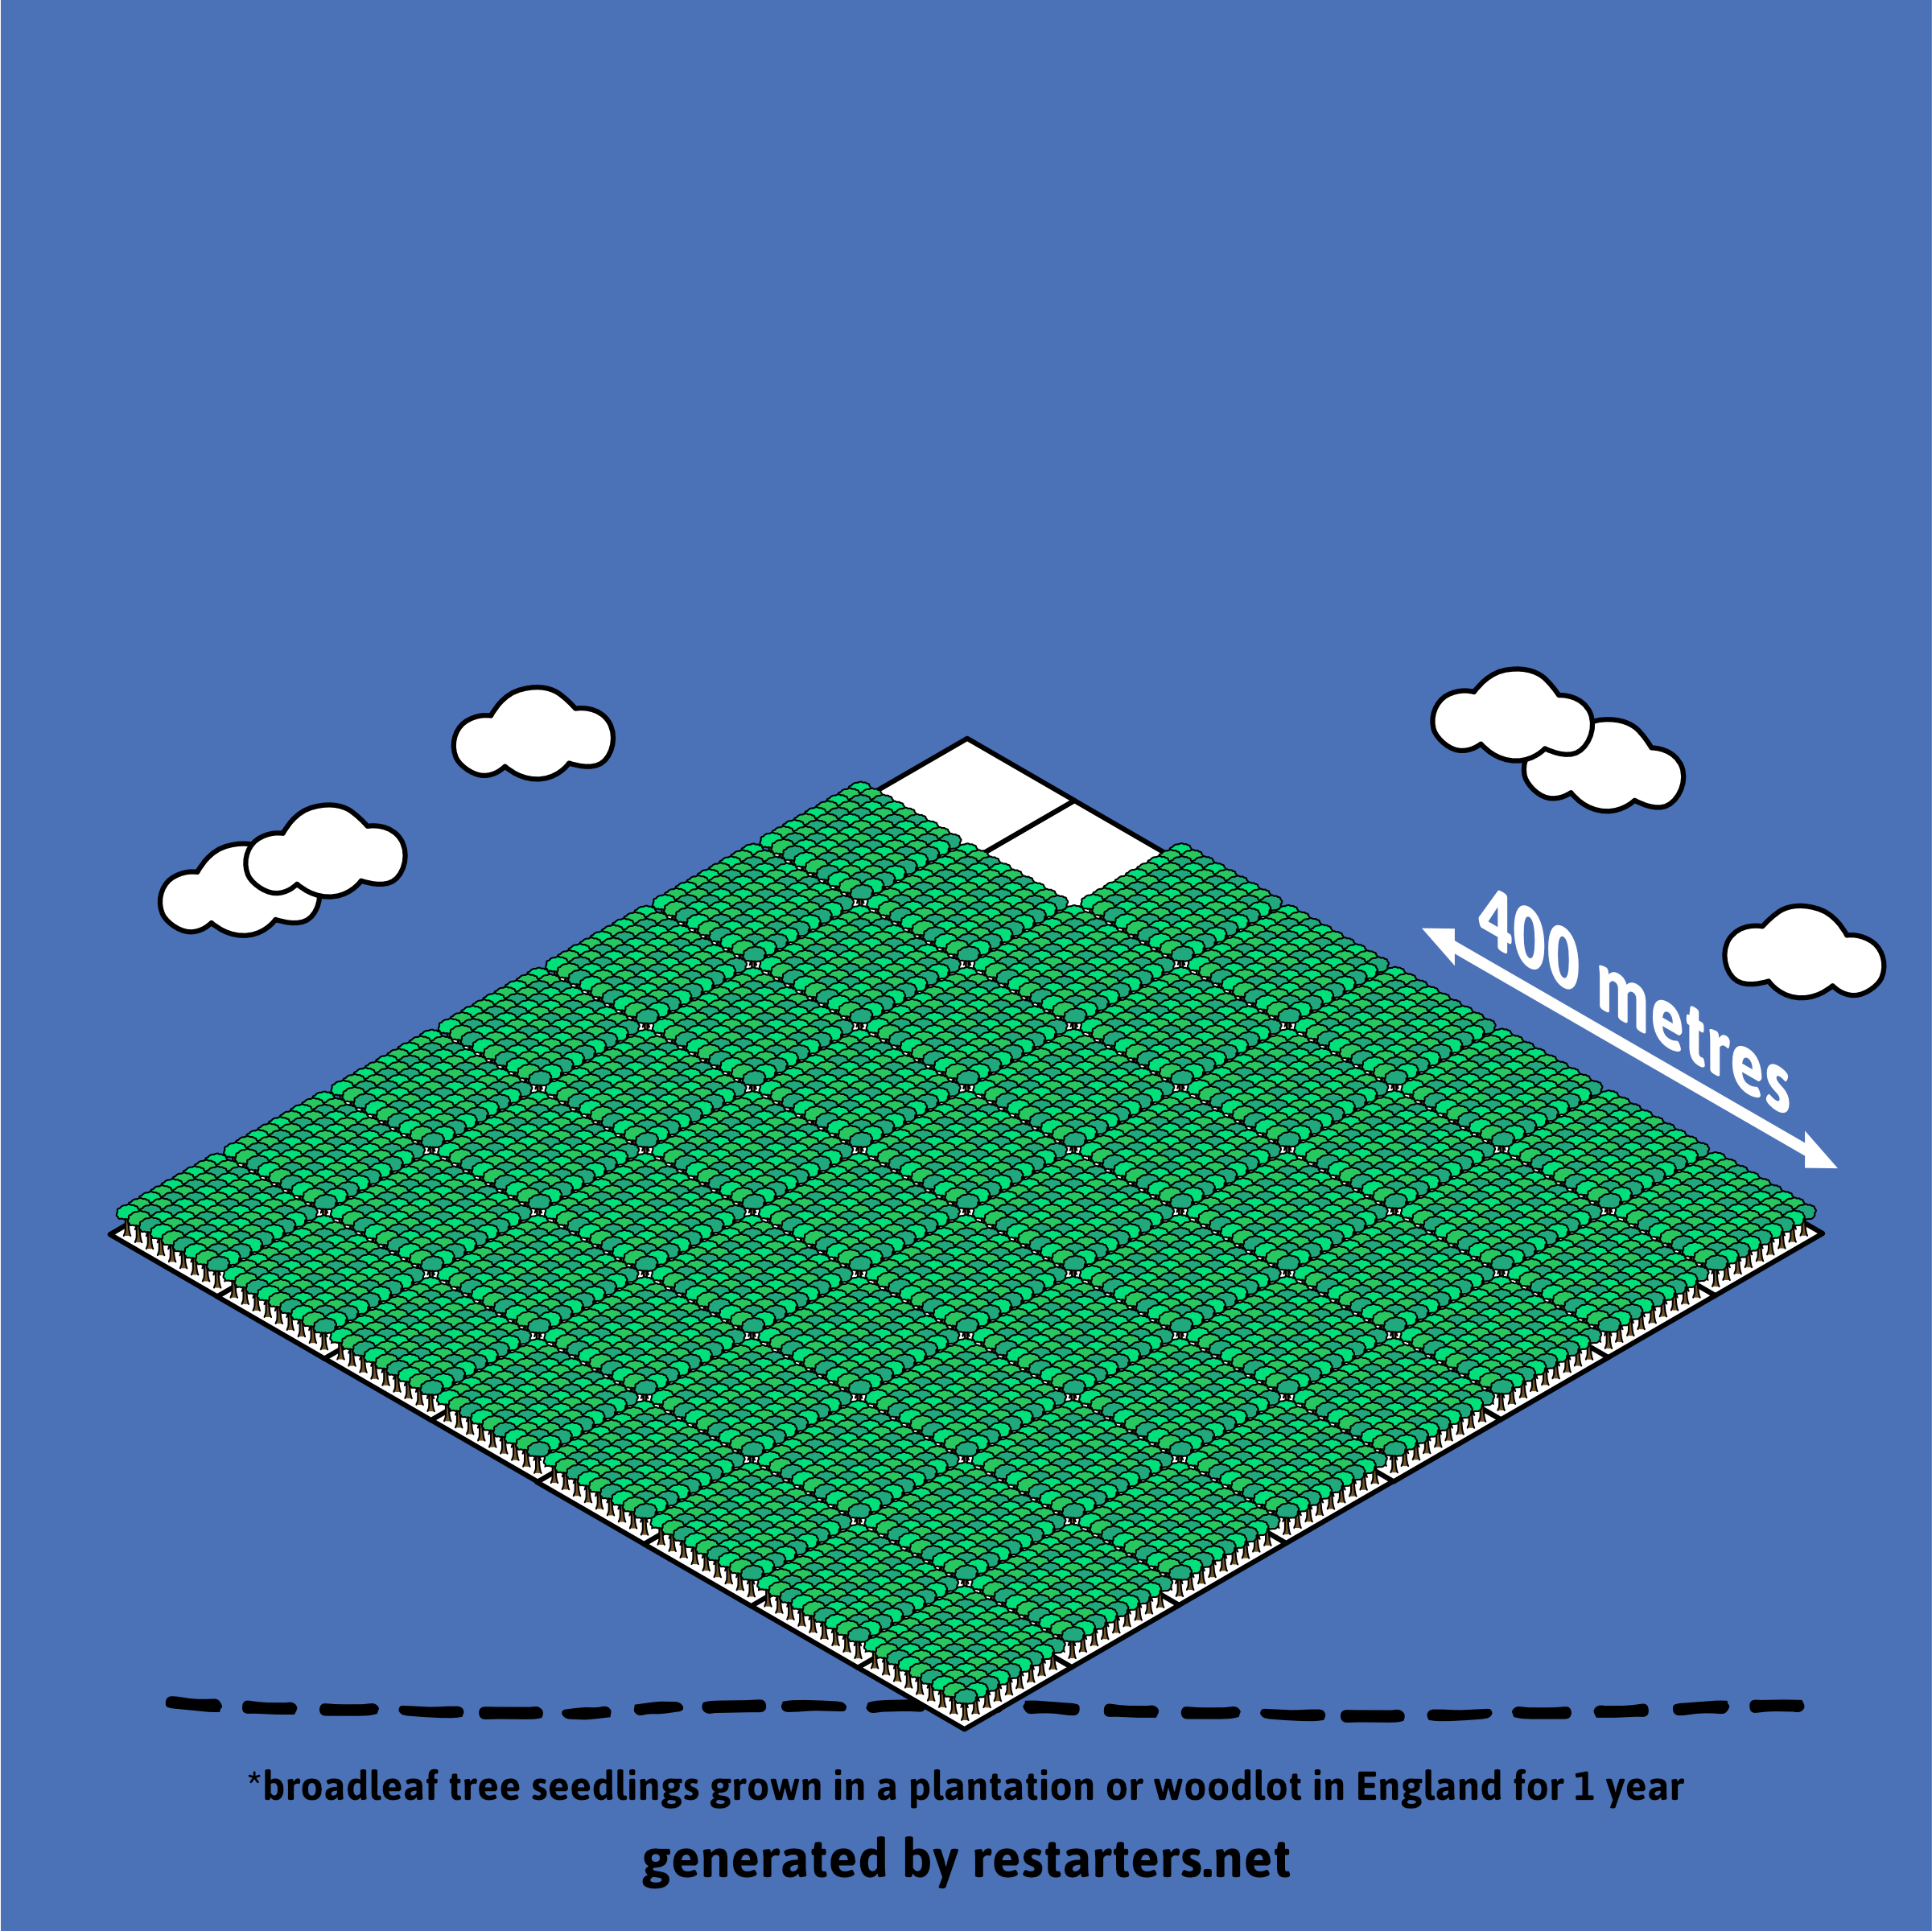 400 metres
*broadleaf tree seedlings grown in a plantation or woodlot in England for 1 year
generated by restarters.net